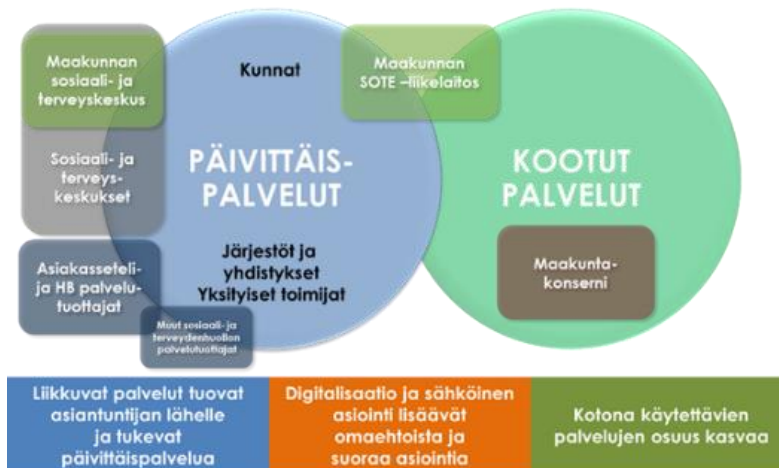 Maakunnan
sosiaali- ja
terveyskeskus
Kunnat
Maakunnan
SOTE –liikelaitos
Sosiaali- ja
terveys-
keskukset
PÄIVITTÄIS-
PALVELUT
KOOTUT
PALVELUT
Järjestöt ja
yhdistykset
Yksityiset toimijat
Asiakasseteli-
ja HB palvelu-
tuottajat
Maakunta-
konserni
Muut sosiaali- ja
terveydenhuollon
palvelutuottajat
Liikkuvat palvelut tuovat
asiantuntijan lähelle
ja tukevat
päivittäispalvelua
Digitalisaatio ja sähköinen
asiointi lisäävät
omaehtoista ja
suoraa asiointia
Kotona käytettävien
palvelujen osuus kasvaa